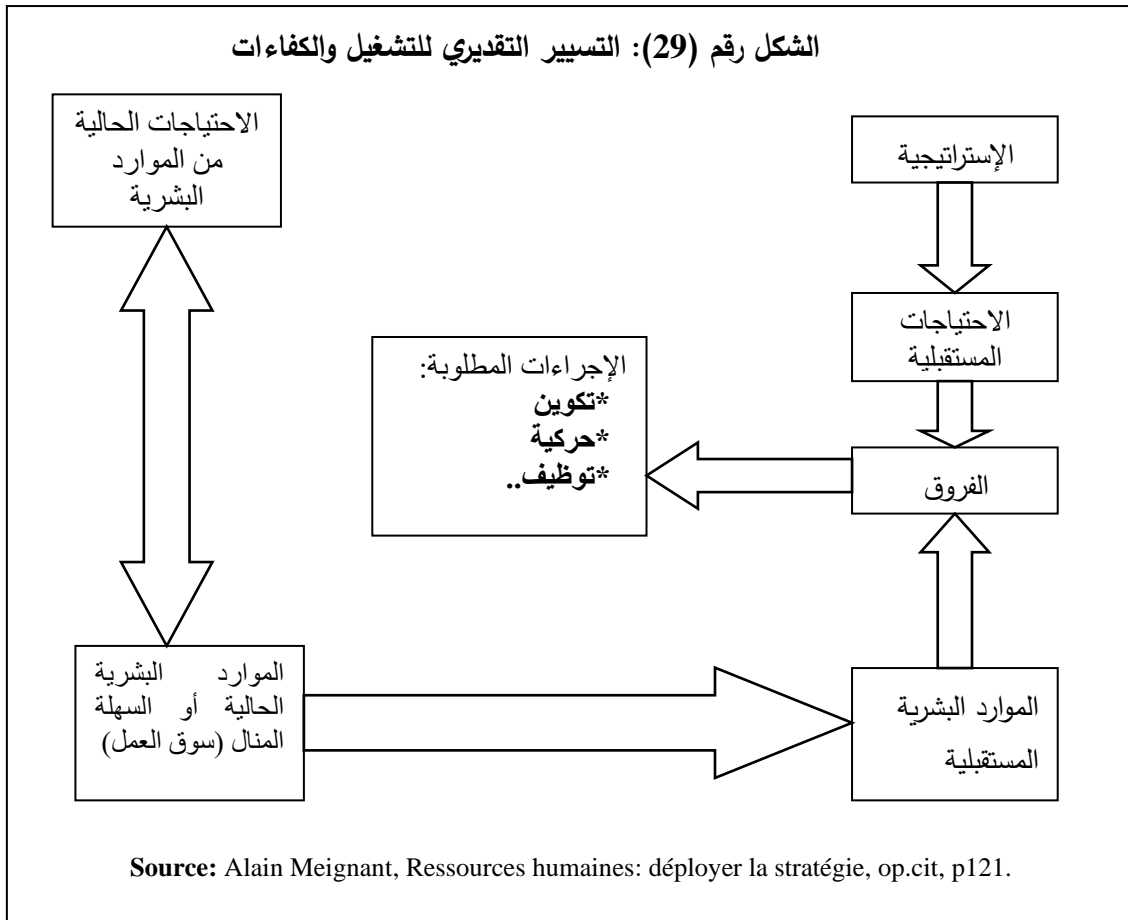 الشكل رقم (29): التسيير التقديري للتشغيل والكفاءات
الإستراتيجية
الاحتياجات الحالية
من الموارد
البشرية
الاحتياجات
المستقبلية
الإجراءات المطلوبة:
*تكوين
*حركية
*توظيف..
الفروق
الموارد البشرية
المستقبلية
الموارد البشرية
الحالية أو السهلة
المنال (سوق العمل)
Source: Alain Meignant, Ressources humaines: déployer la stratégie, op.cit, p121.